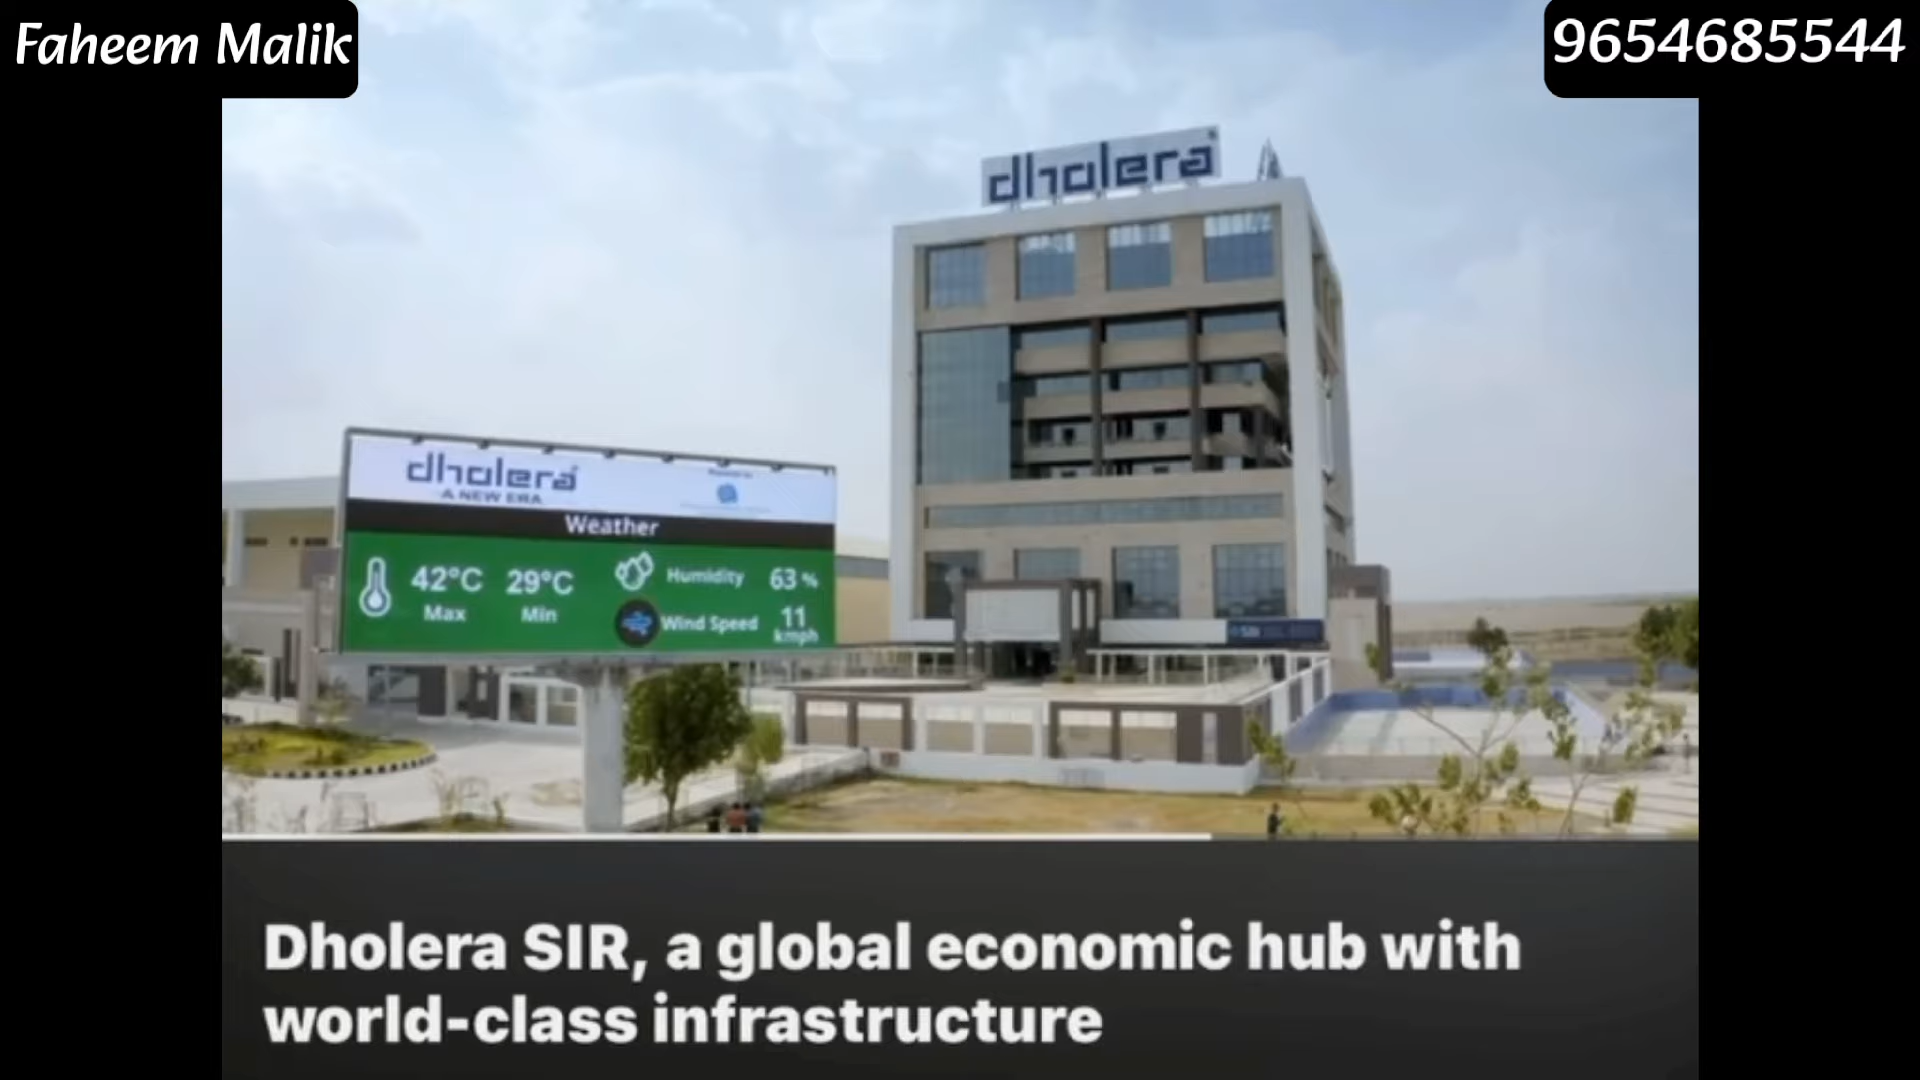 Faheem Malik
9654685544
dholera
dholera
A NEW ERA
Weather
42°C 29°C
Max Min
Humidity 63 %
Wind Speed 11
kmph
SBI
Dholera SIR, a global economic hub with
world-class infrastructure